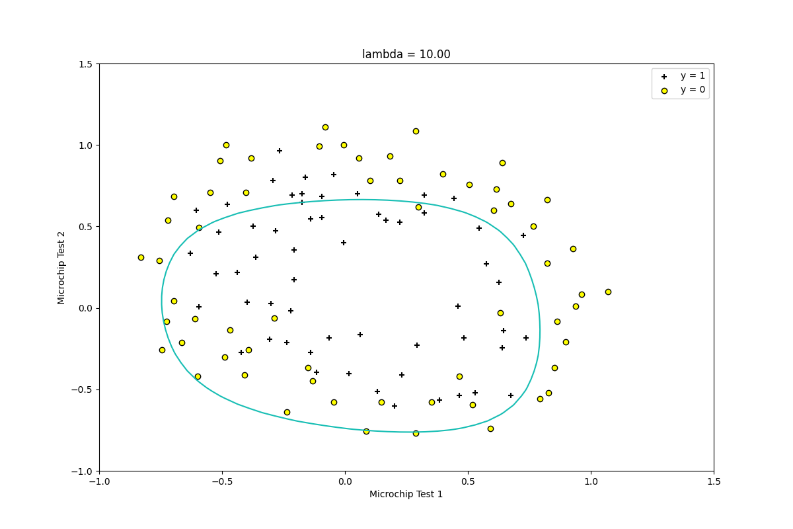 lambda = 10.00
y = 1
y = 0
1.5
1.0
0.5
0.0
−0.5
−1.0
Microchip Test 2
−1.0 −0.5 0.0 0.5 1.0 1.5
Microchip Test 1